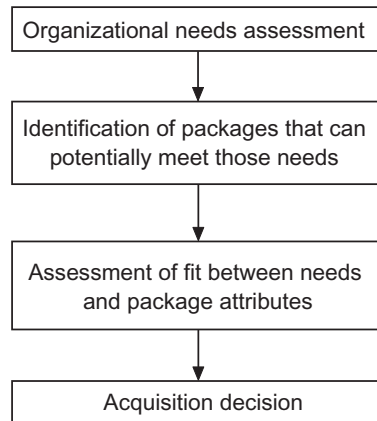 Organizational needs assessment
Identification of packages that can
potentially meet those needs
Assessment of fit between needs
and package attributes
Acquisition decision